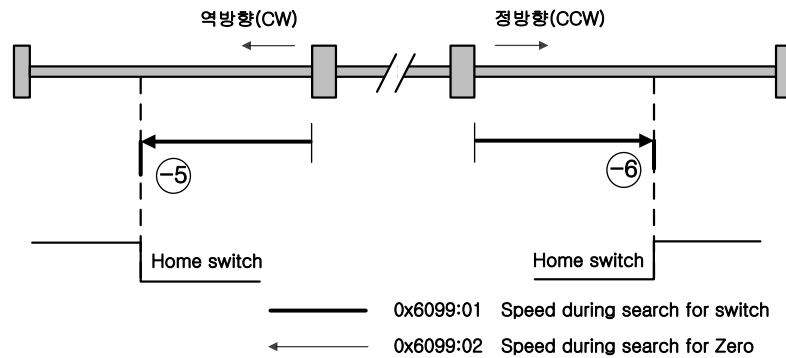 역방향(CW) 정방향(CCW)
−5 −6
Home switch Home switch
0x6099:01 Speed during search for switch
0x6099:02 Speed during search for Zero